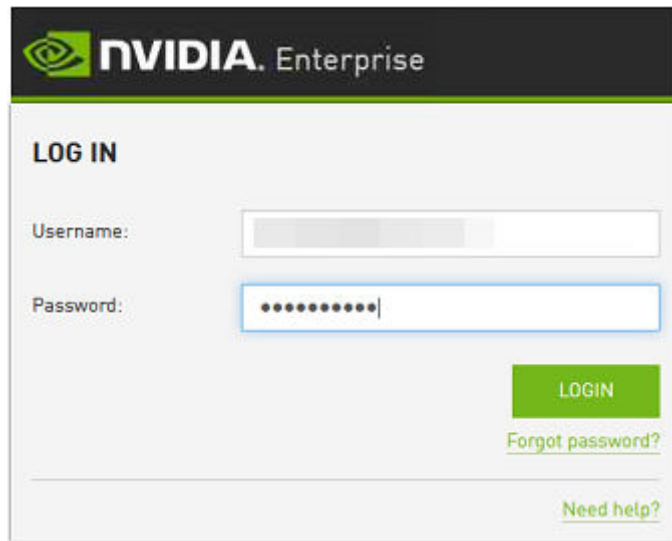 NVIDIA. Enterprise
LOG IN
Username:
Password: ••••••••••
LOGIN
Forgot password?
Need help?